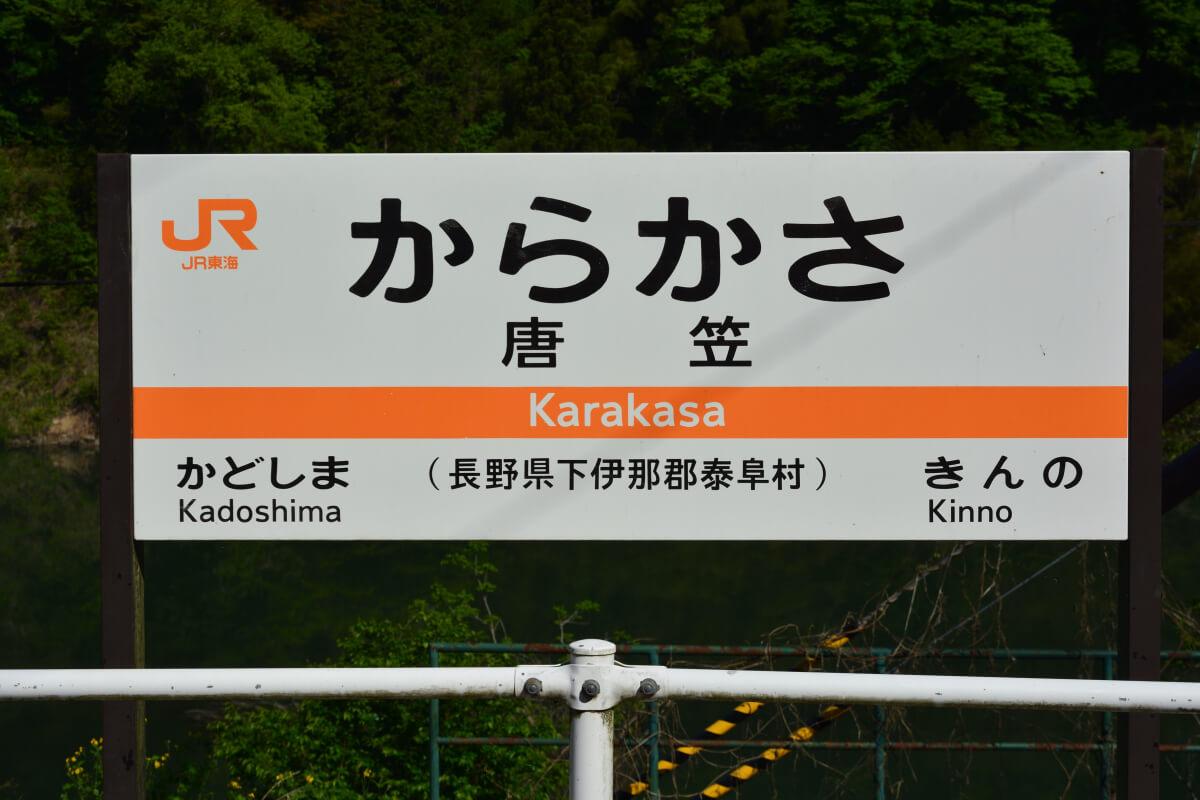 JR
JR東海
からかさ
唐笠
Karakasa
かどしま
Kadoshima
（長野県下伊那郡泰阜村）
きんの
Kinno